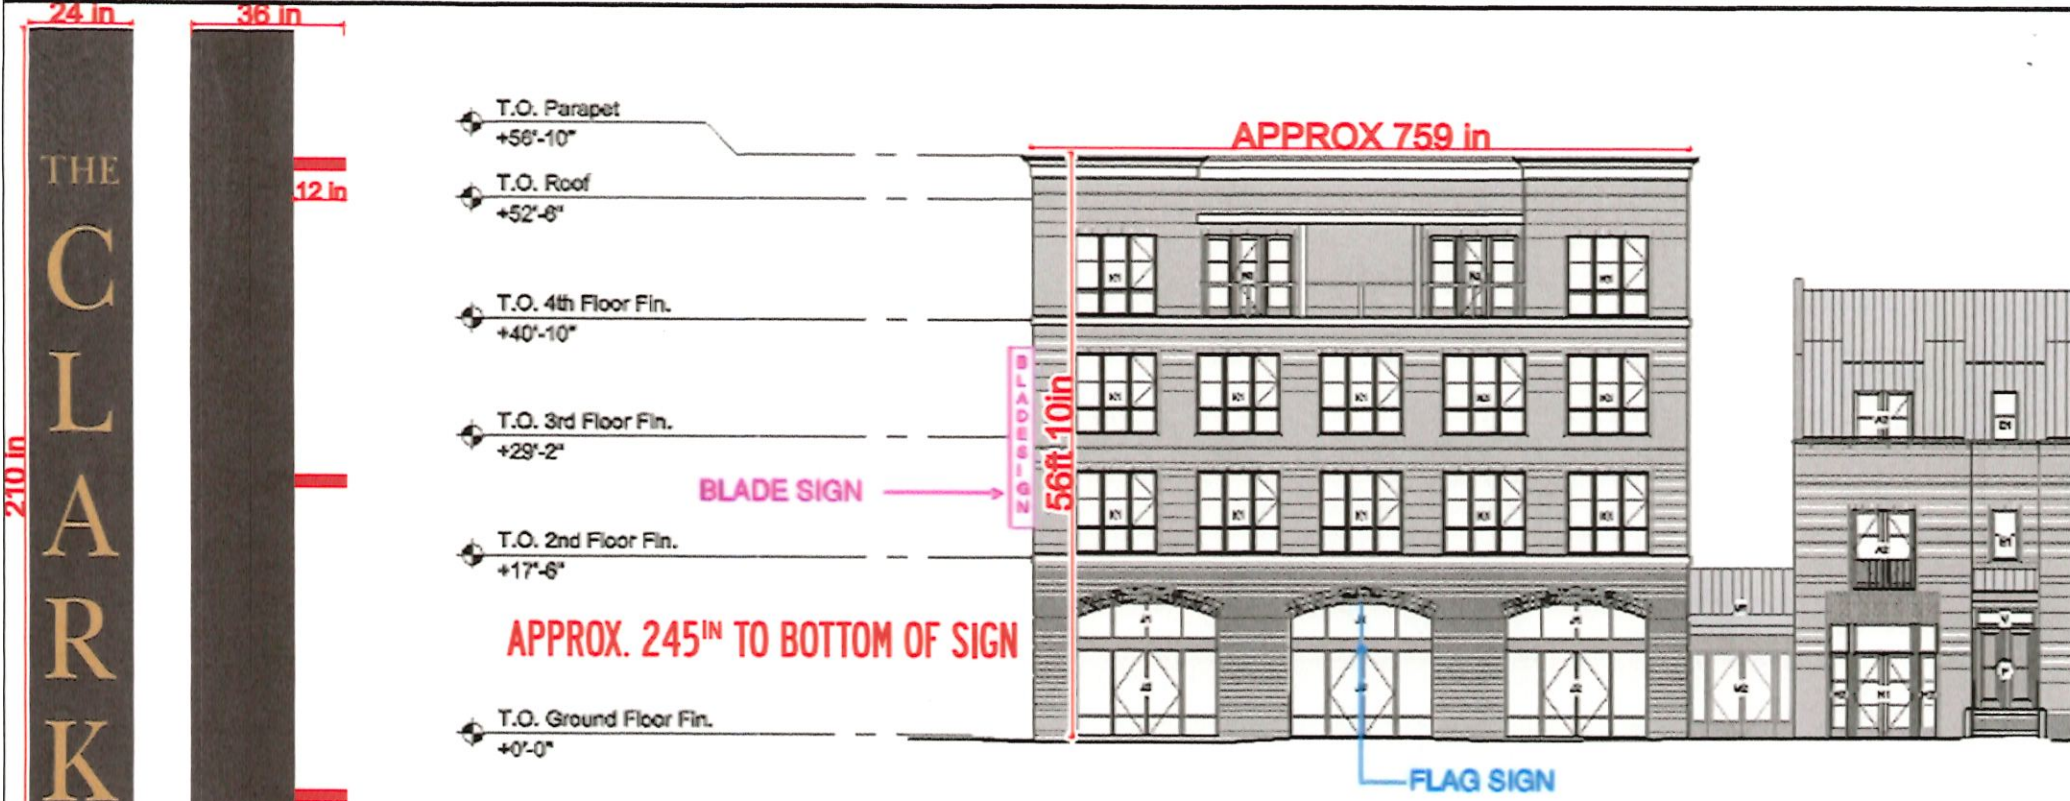 24 in
36 in
210 in
12 in
THE
C
L
A
R
K
T.O. Parapet
+56'-10"
T.O. Roof
+52'-6"
T.O. 4th Floor Fin.
+40'-10"
T.O. 3rd Floor Fin.
+29'-2"
T.O. 2nd Floor Fin.
+17'-6"
T.O. Ground Floor Fin.
+0'-0"
APPROX 759 in
56ft 10in
BLADE SIGN
BLADESIGN
APPROX. 245IN TO BOTTOM OF SIGN
FLAG SIGN